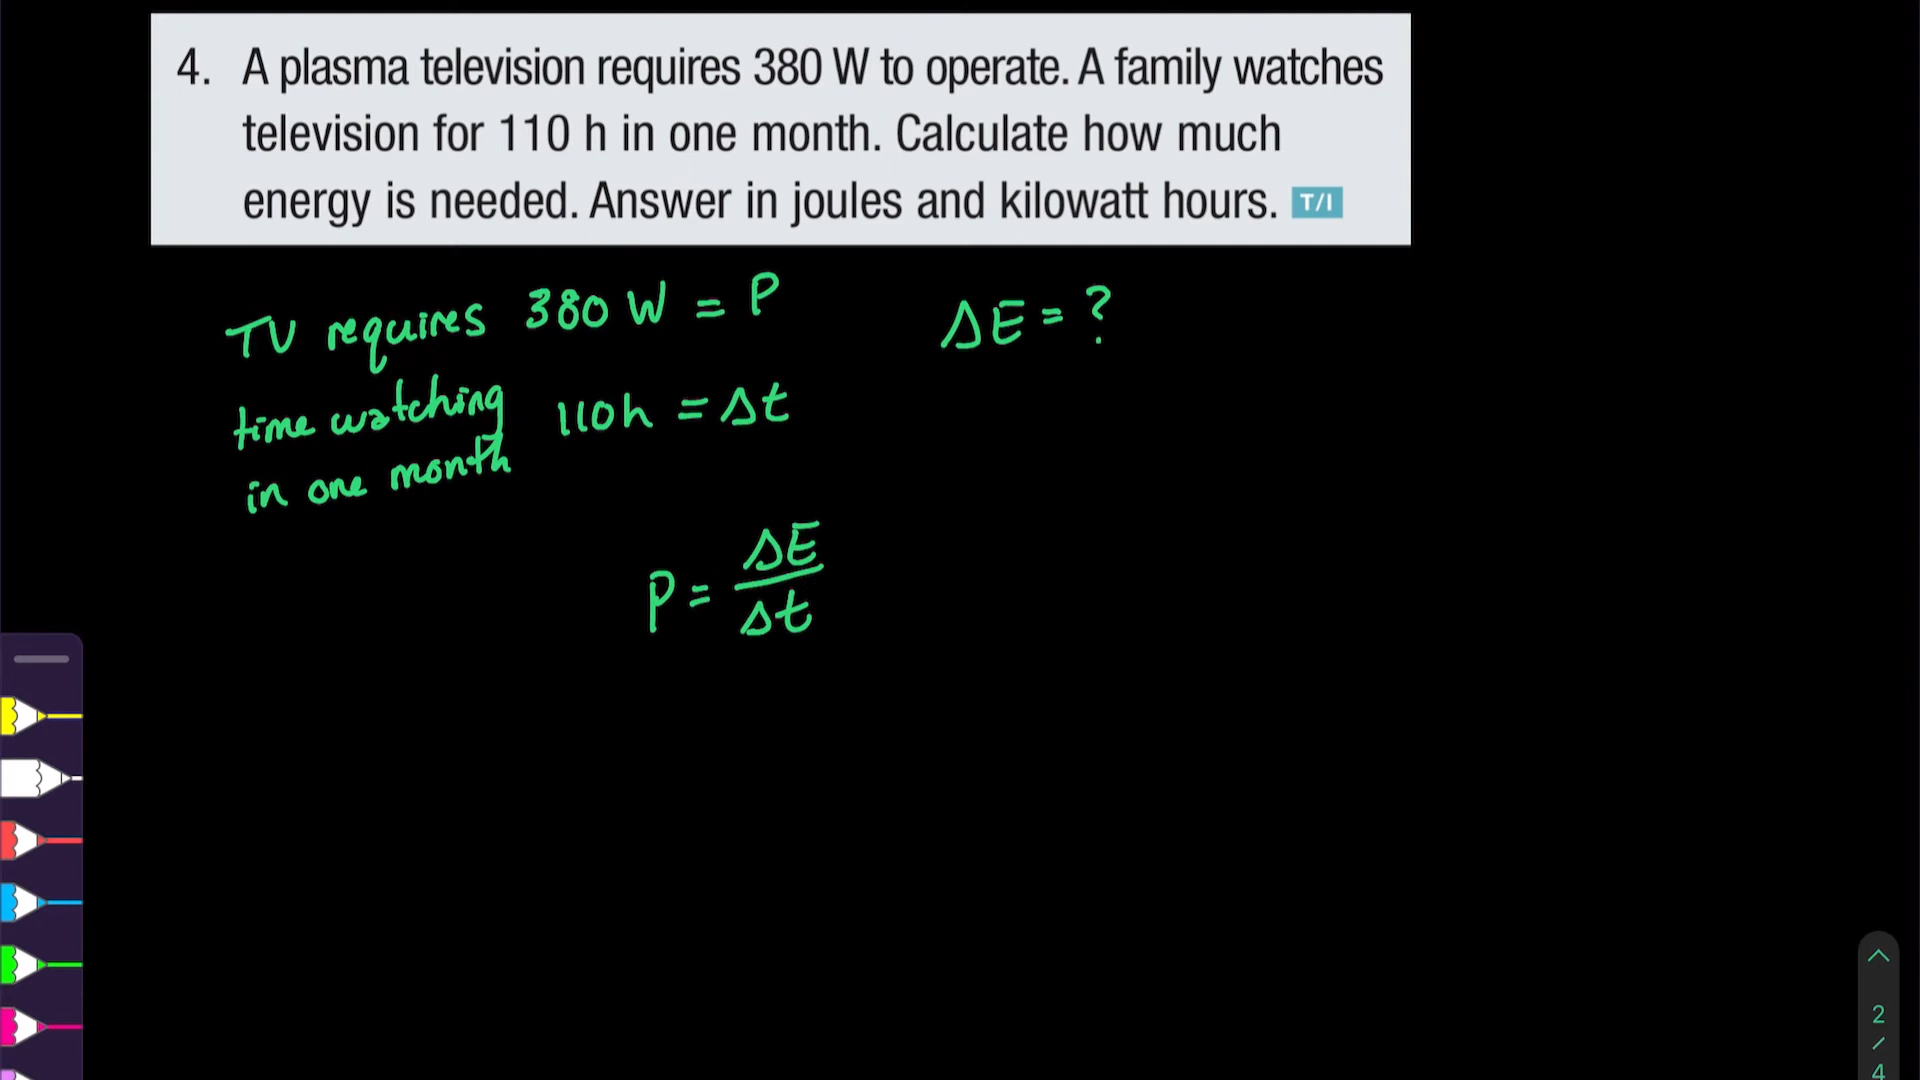 4. A plasma television requires 380 W to operate. A family watches
television for 110 h in one month. Calculate how much
energy is needed. Answer in joules and kilowatt hours. T/I
TV requires 380 W = P
ΔE = ?
time watching 110h = Δt
in one month
P = ΔE
Δt
2
/
4